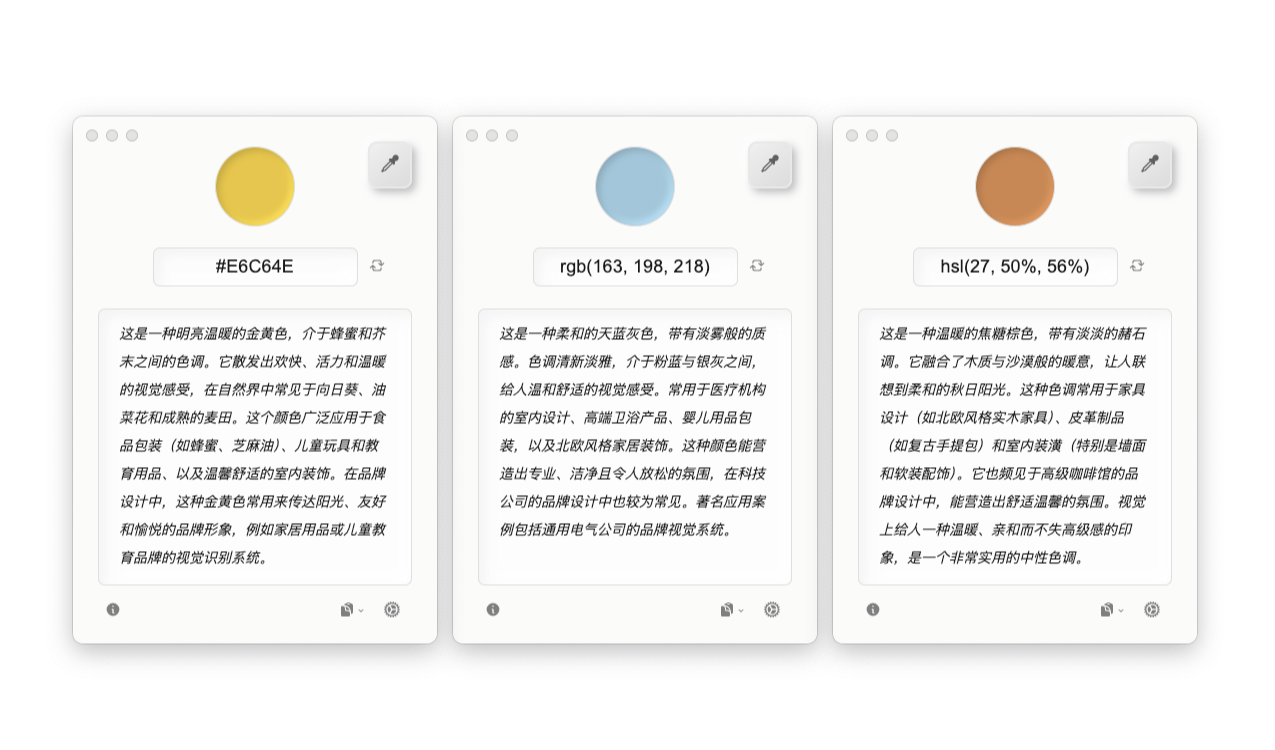 #E6C64E
这是一种明亮温暖的金黄色，介于蜂蜜和芥
末之间的色调。它散发出欢快、活力和温暖
的视觉感受，在自然界中常见于向日葵、油
菜花和成熟的麦田。这个颜色广泛应用于食
品包装（如蜂蜜、芝麻油）、儿童玩具和教
育用品、以及温馨舒适的室内装饰。在品牌
设计中，这种金黄色常用来传达阳光、友好
和愉悦的品牌形象，例如家居用品或儿童教
育品牌的视觉识别系统。
rgb(163, 198, 218)
这是一种柔和的天蓝灰色，带有淡雾般的质
感。色调清新淡雅，介于粉蓝与银灰之间，
给人温和舒适的视觉感受。常用于医疗机构
的室内设计、高端卫浴产品、婴儿用品包
装，以及北欧风格家居装饰。这种颜色能营
造出专业、洁净且令人放松的氛围，在科技
公司的品牌设计中也较为常见。著名应用案
例包括通用电气公司的品牌视觉系统。
hsl(27, 50%, 56%)
这是一种温暖的焦糖棕色，带有淡淡的赭石
调。它融合了木质与沙漠般的暖意，让人联
想到柔和的秋日阳光。这种色调常用于家具
设计（如北欧风格实木家具）、皮革制品
（如复古手提包）和室内装潢（特别是墙面
和软装配饰）。它也频见于高级咖啡馆的品
牌设计中，能营造出舒适温馨的氛围。视觉
上给人一种温暖、亲和而不失高级感的印
象，是一个非常实用的中性色调。